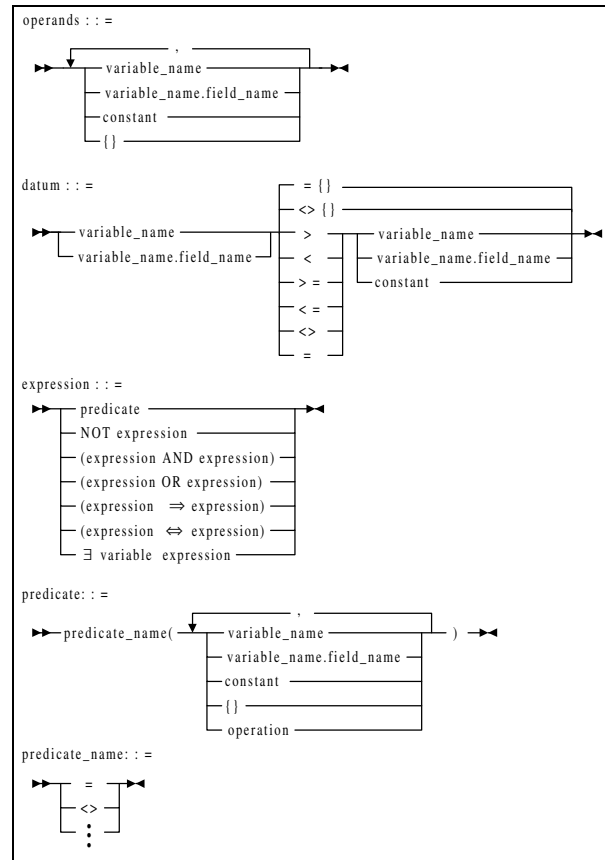 operands : : =
,
variable_name
variable_name.field_name
constant
{}
datum : : =
= {}
<> {}
variable_name > variable_name
variable_name.field_name < variable_name.field_name
> = constant
< =
<>
=
expression : : =
predicate
NOT expression
(expression AND expression)
(expression OR expression)
(expression ⇒ expression)
(expression ⇔ expression)
∃ variable expression
predicate: : =
,
predicate_name( variable_name )
variable_name.field_name
constant
{}
operation
predicate_name: : =
=
<>
⋮